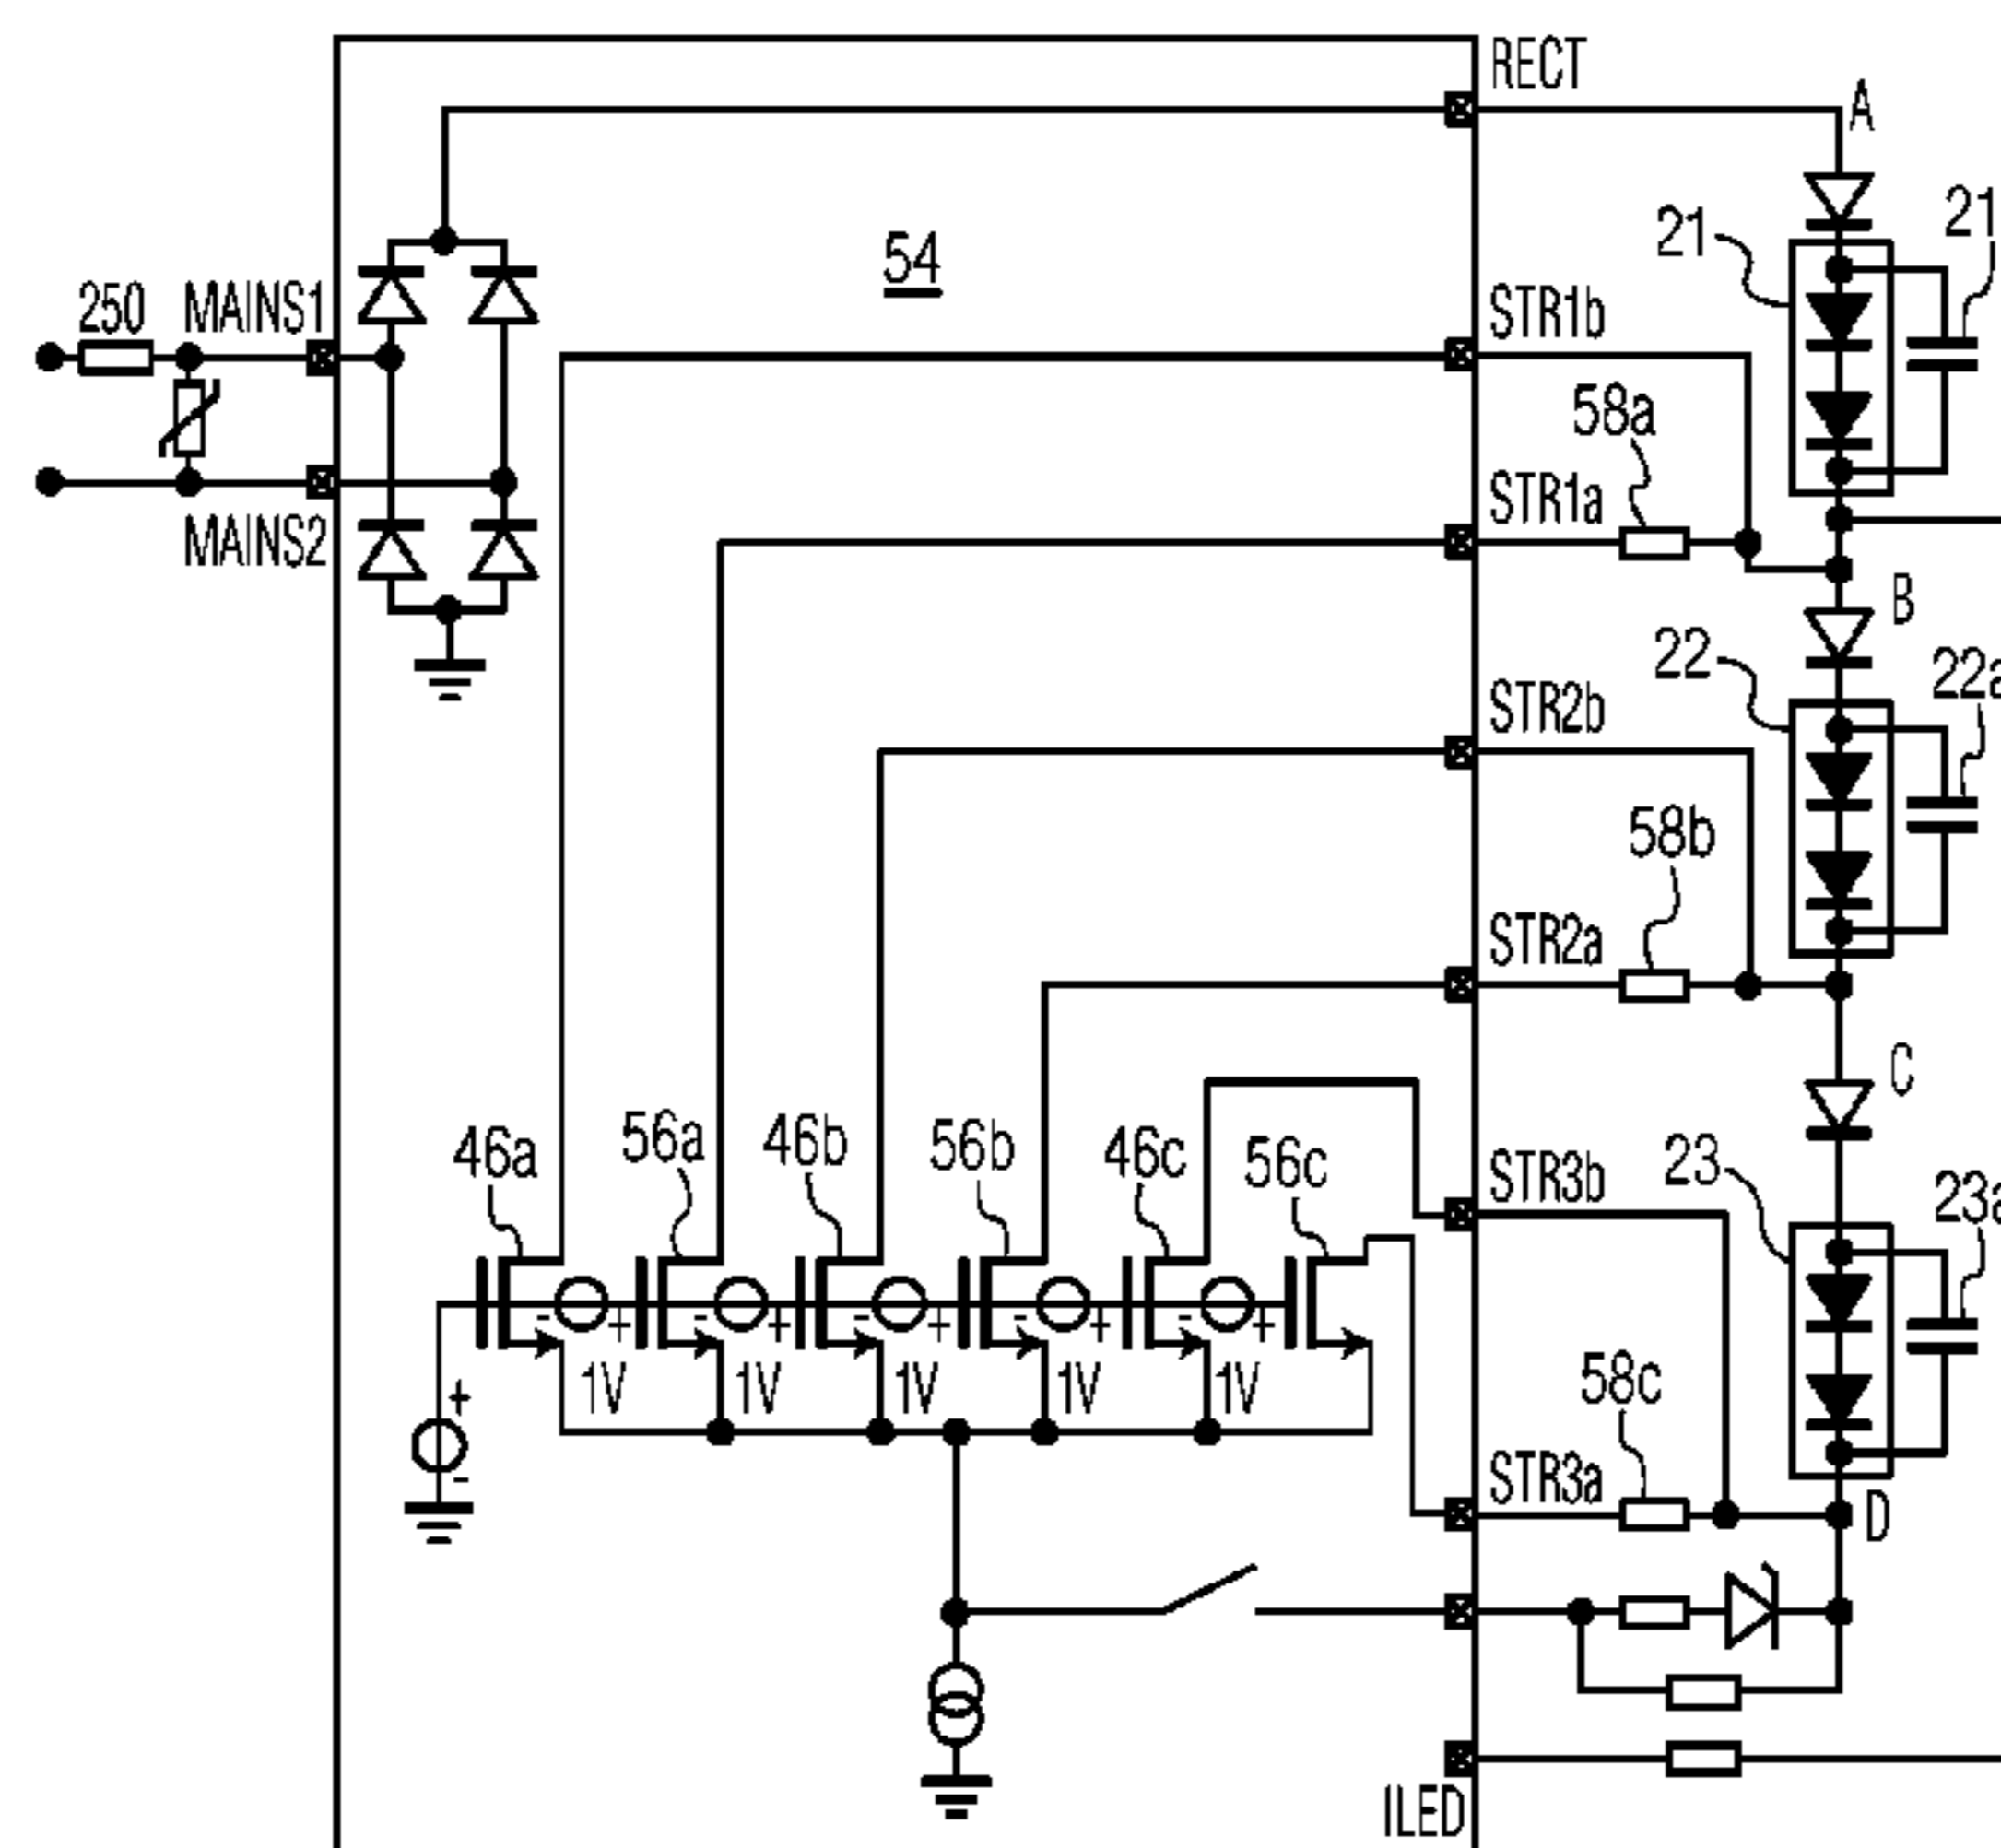 RECT
A
54
21
21
250
MAINS1
STR1b
58a
STR1a
MAINS2
B
22
22a
STR2b
58b
STR2a
C
46a
56a
46b
56b
46c
56c
STR3b
23
23a
- + - + - + - + - +
1V 1V 1V 1V 1V
58c
+
-
STR3a
D
ILED